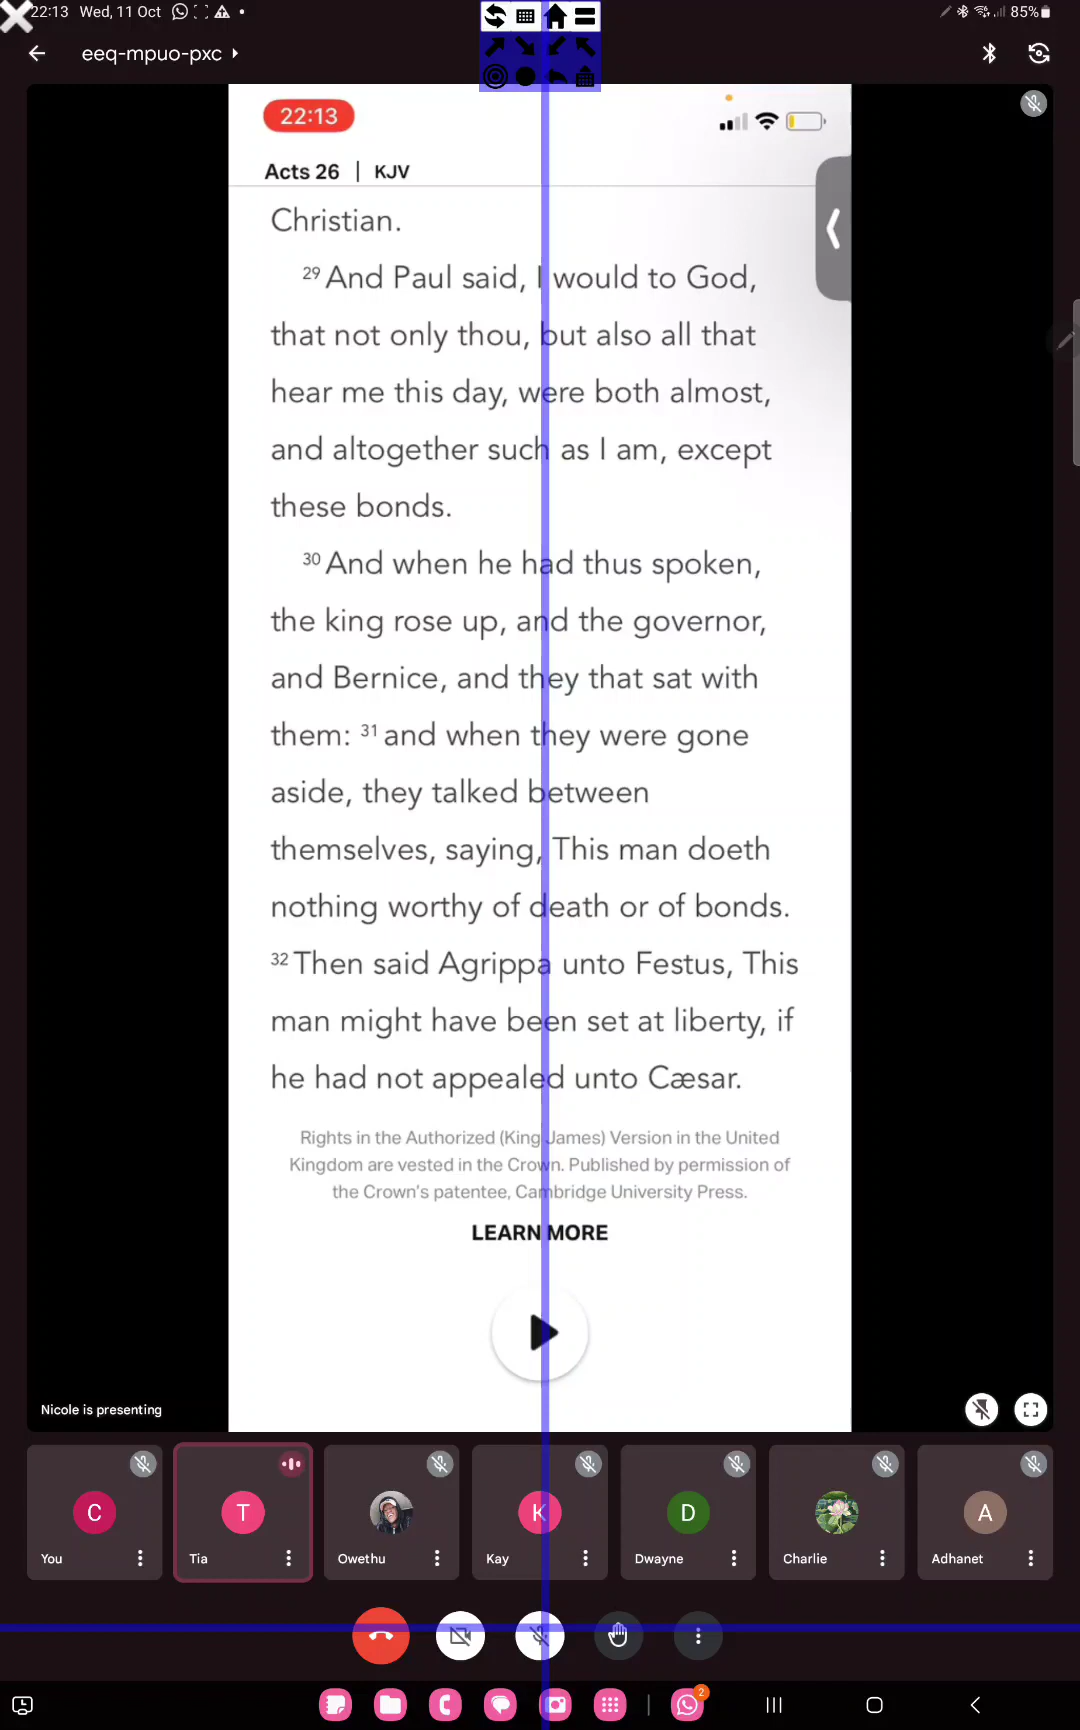 22:13 Wed, 11 Oct
85%
eeq-mpuo-pxc
22:13
Acts 26 | KJV
Christian.
29 And Paul said, I would to God,
that not only thou, but also all that
hear me this day, were both almost,
and altogether such as I am, except
these bonds.
30 And when he had thus spoken,
the king rose up, and the governor,
and Bernice, and they that sat with
them: 31 and when they were gone
aside, they talked between
themselves, saying, This man doeth
nothing worthy of death or of bonds.
32 Then said Agrippa unto Festus, This
man might have been set at liberty, if
he had not appealed unto Cæsar.
Rights in the Authorized (King James) Version in the United
Kingdom are vested in the Crown. Published by permission of
the Crown's patentee, Cambridge University Press.
LEARN MORE
Nicole is presenting
C
T
K
D
A
You
Tia
Owethu
Kay
Dwayne
Charlie
Adhanet
2